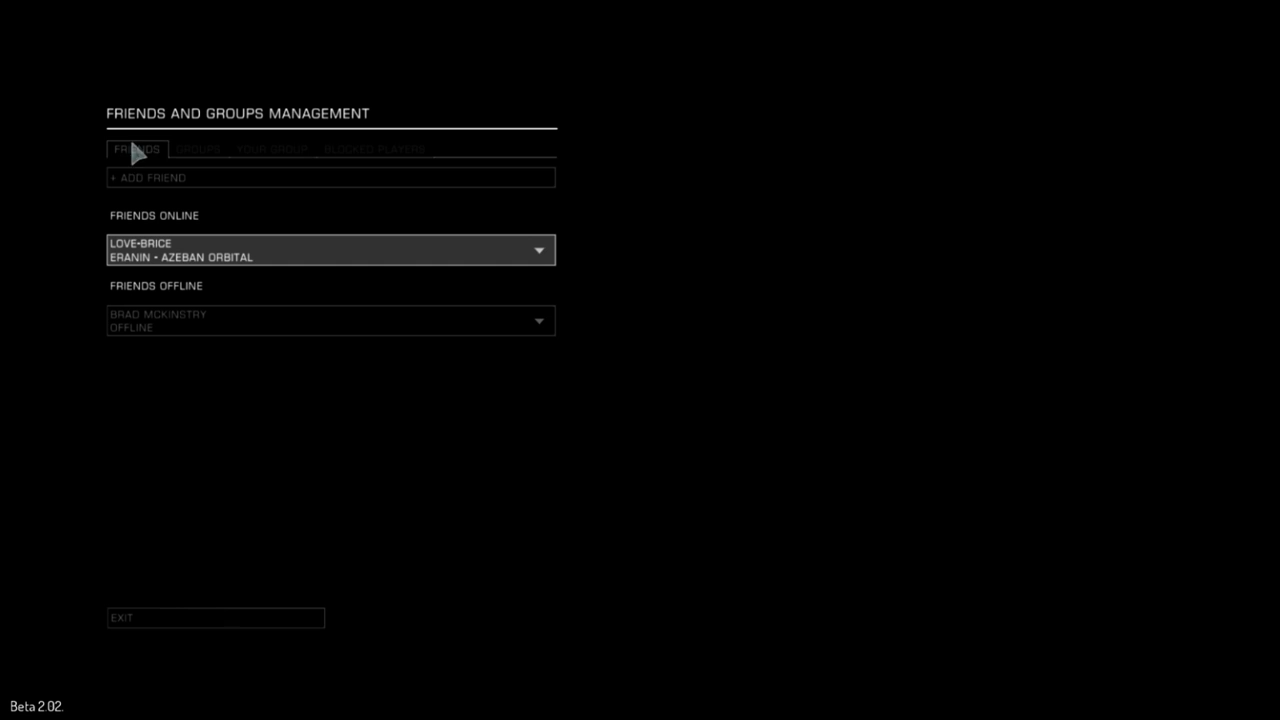 FRIENDS AND GROUPS MANAGEMENT
FRIENDS GROUPS YOUR GROUP BLOCKED PLAYERS
+ ADD FRIEND
FRIENDS ONLINE
LOVE-BRICE
ERANIN - AZEBAN ORBITAL
FRIENDS OFFLINE
BRAD MCKINSTRY
OFFLINE
EXIT
Beta 2.02.